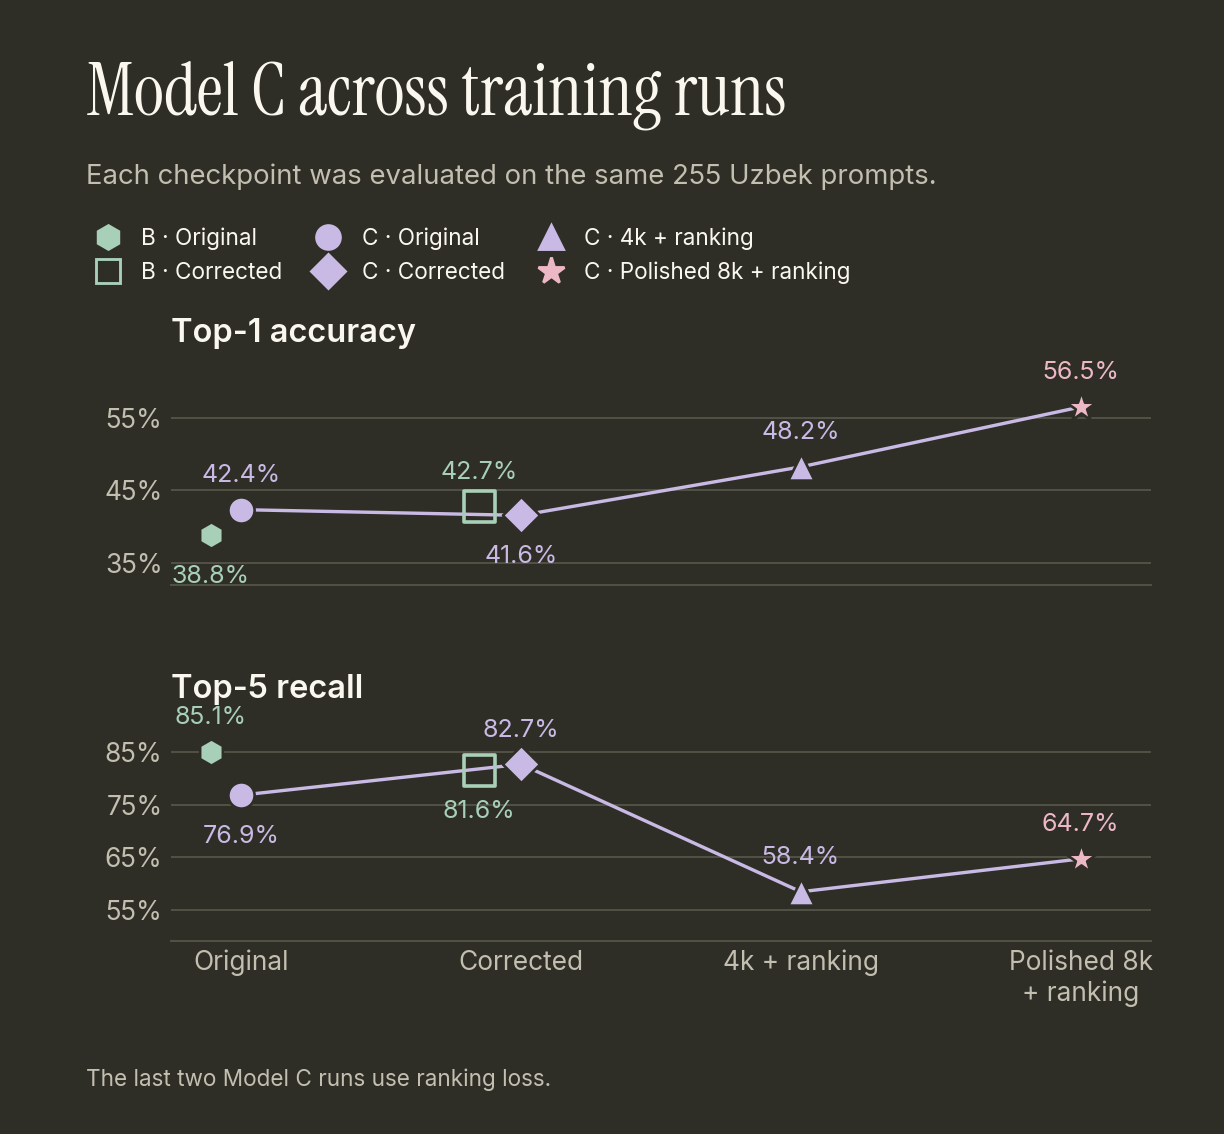 Model C across training runs
Each checkpoint was evaluated on the same 255 Uzbek prompts.
B · Original
C · Original
C · 4k + ranking
B · Corrected
C · Corrected
C · Polished 8k + ranking
Top-1 accuracy
56.5%
55%
48.2%
42.7%
42.4%
45%
41.6%
35%
38.8%
Top-5 recall
85.1%
82.7%
85%
75%
81.6%
76.9%
64.7%
65%
58.4%
55%
Original
Corrected
4k + ranking
Polished 8k
+ ranking
The last two Model C runs use ranking loss.